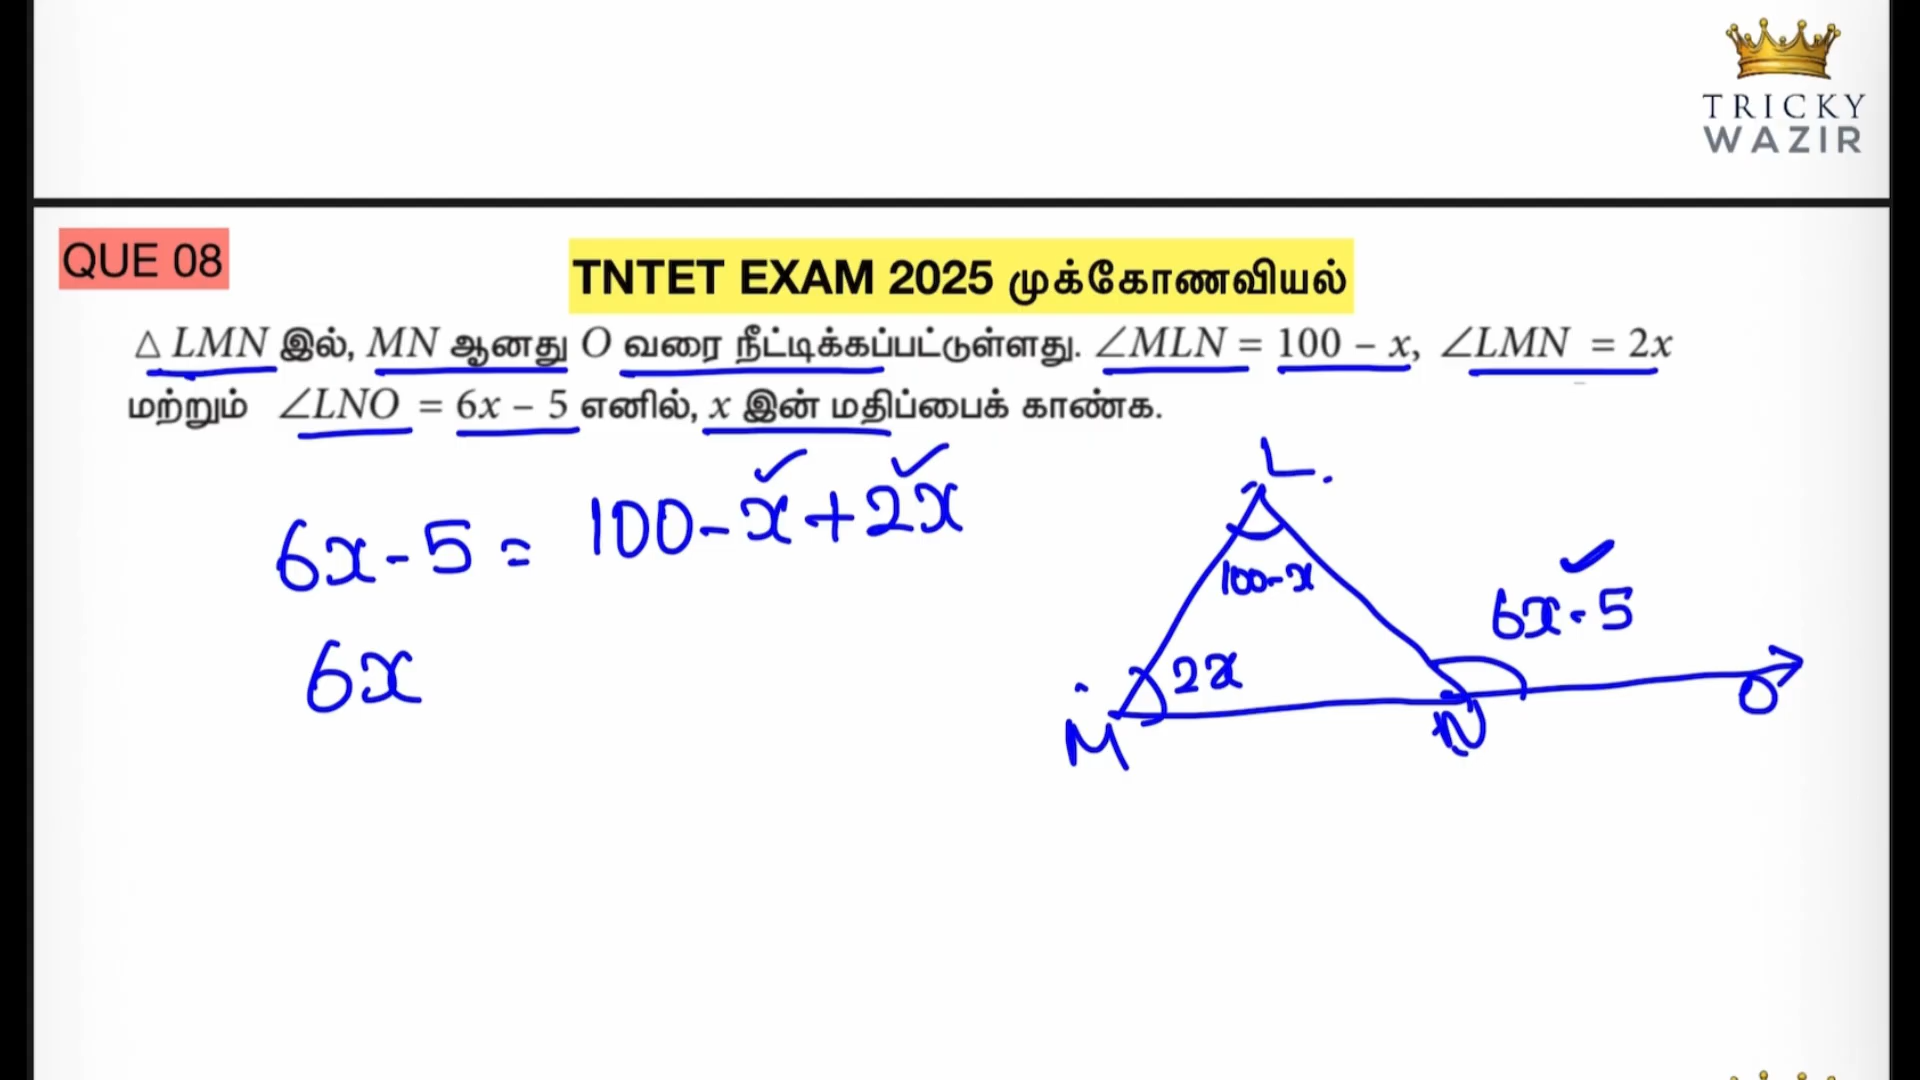 TRICKY
WAZIR
QUE 08
TNTET EXAM 2025 முக்கோணவியல்
△ LMN இல், MN ஆனது O வரை நீட்டிக்கப்பட்டுள்ளது. ∠MLN = 100 − x, ∠LMN = 2x
மற்றும் ∠LNO = 6x − 5 எனில், x இன் மதிப்பைக் காண்க.
6x - 5 = 100 - x + 2x
6x
L
100-x
6x-5
2x
M
N
O